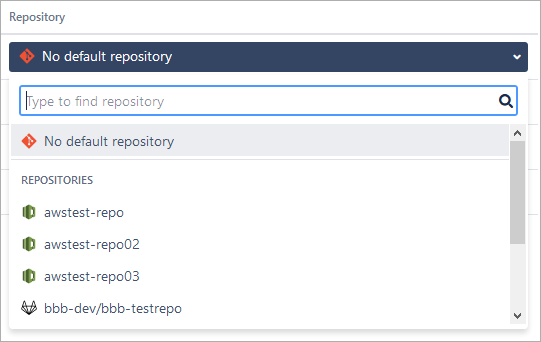 Repository
No default repository
Type to find repository
No default repository
REPOSITORIES
awstest-repo
awstest-repo02
awstest-repo03
bbb-dev/bbb-testrepo